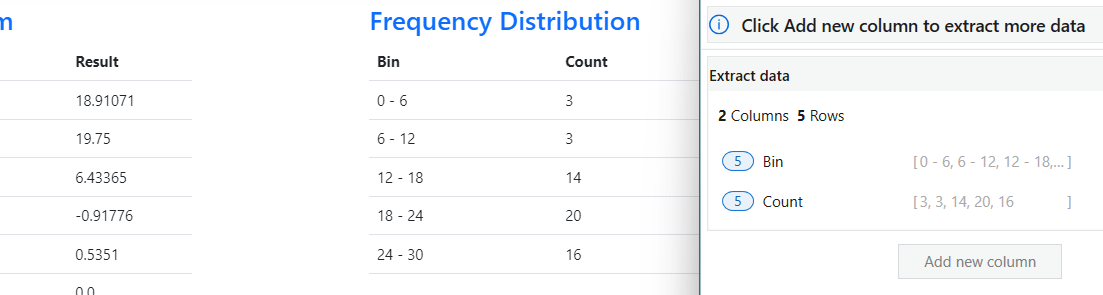 m
Result
18.91071
19.75
6.43365
-0.91776
0.5351
0.0
Frequency Distribution
Bin Count
0 - 6 3
6 - 12 3
12 - 18 14
18 - 24 20
24 - 30 16
Click Add new column to extract more data
Extract data
2 Columns 5 Rows
5 Bin [0 - 6, 6 - 12, 12 - 18,... ]
5 Count [3, 3, 14, 20, 16 ]
Add new column